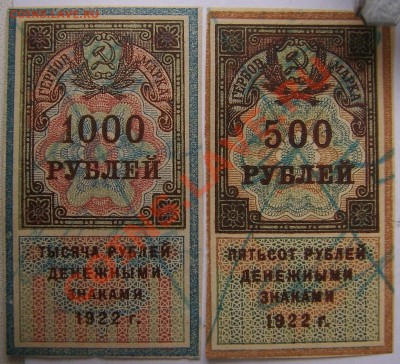 ГЕРБОВ. МАРКА
1000
РУБЛЕЙ
ТЫСЯЧА РУБЛЕЙ
ДЕНЕЖНЫМИ
ЗНАКАМИ
1922 г.
ГЕРБОВ. МАРКА
500
РУБЛЕЙ
ПЯТЬСОТ РУБЛЕЙ
ДЕНЕЖНЫМИ
ЗНАКАМИ
1922 г.